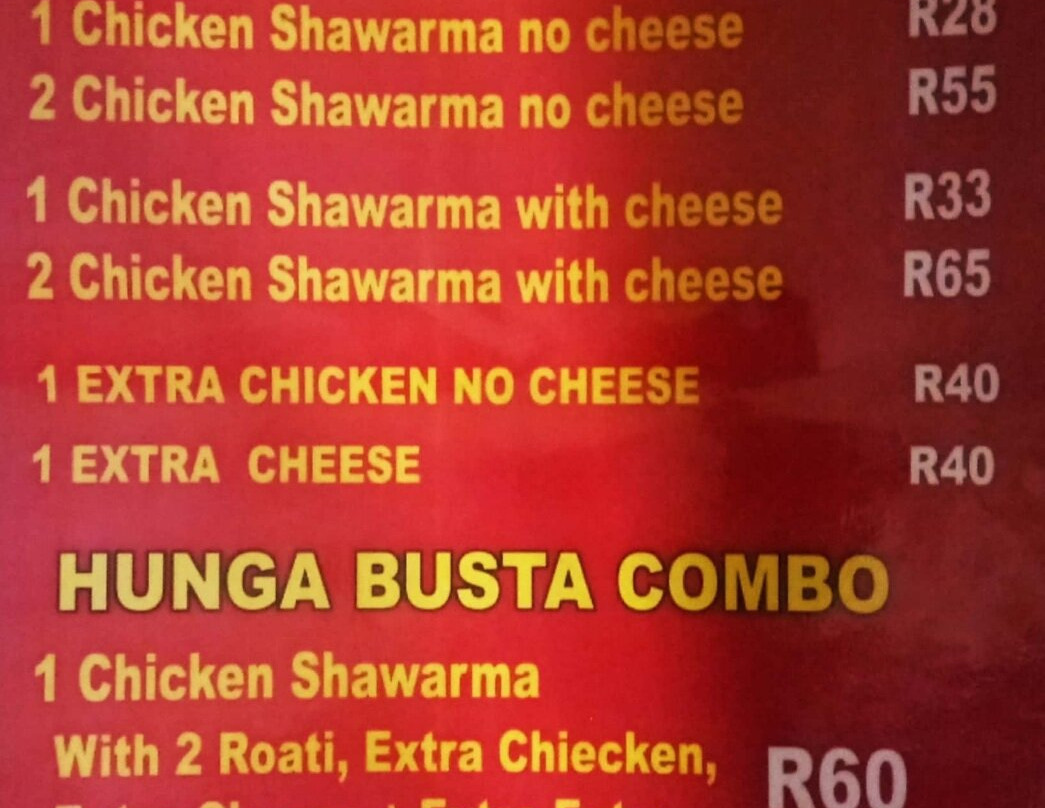 1 Chicken Shawarma no cheese R28
2 Chicken Shawarma no cheese R55
1 Chicken Shawarma with cheese R33
2 Chicken Shawarma with cheese R65
1 EXTRA CHICKEN NO CHEESE R40
1 EXTRA CHEESE R40
HUNGA BUSTA COMBO
1 Chicken Shawarma
With 2 Roati, Extra Chiecken, R60